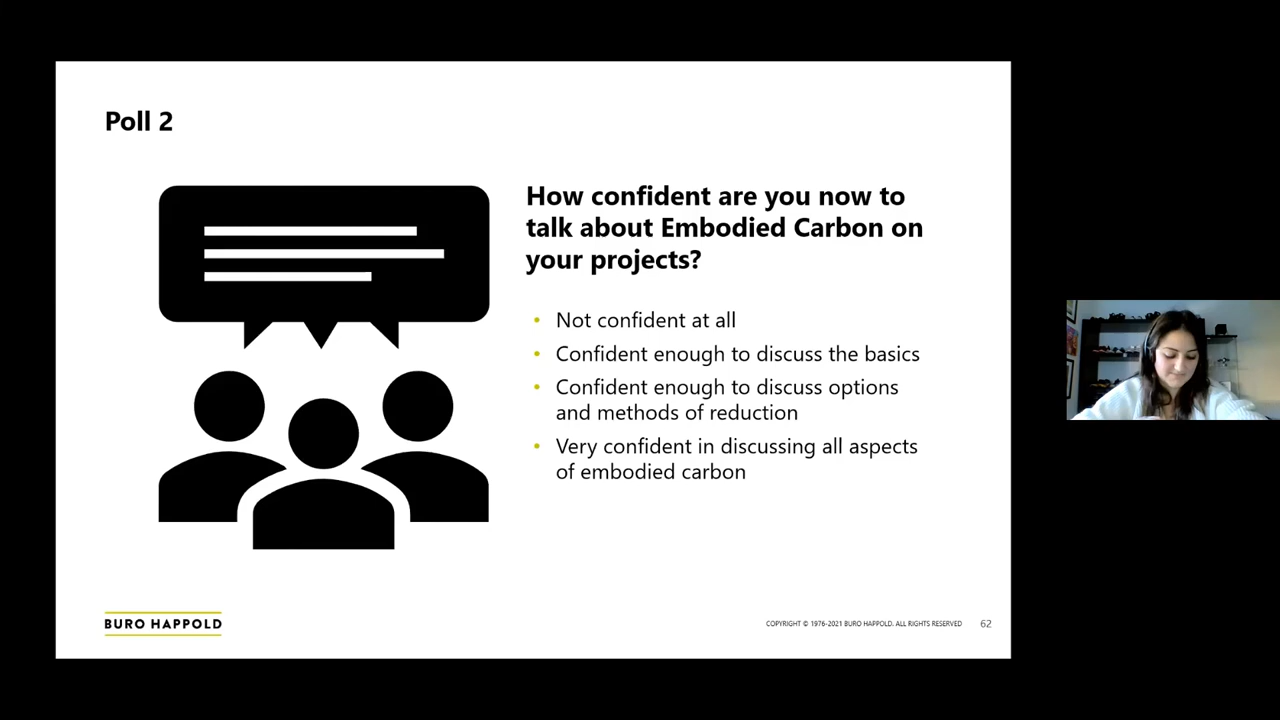 Poll 2
How confident are you now to
talk about Embodied Carbon on
your projects?
• Not confident at all
• Confident enough to discuss the basics
• Confident enough to discuss options
and methods of reduction
• Very confident in discussing all aspects
of embodied carbon
BURO HAPPOLD
COPYRIGHT © 1976-2021 BURO HAPPOLD. ALL RIGHTS RESERVED
62